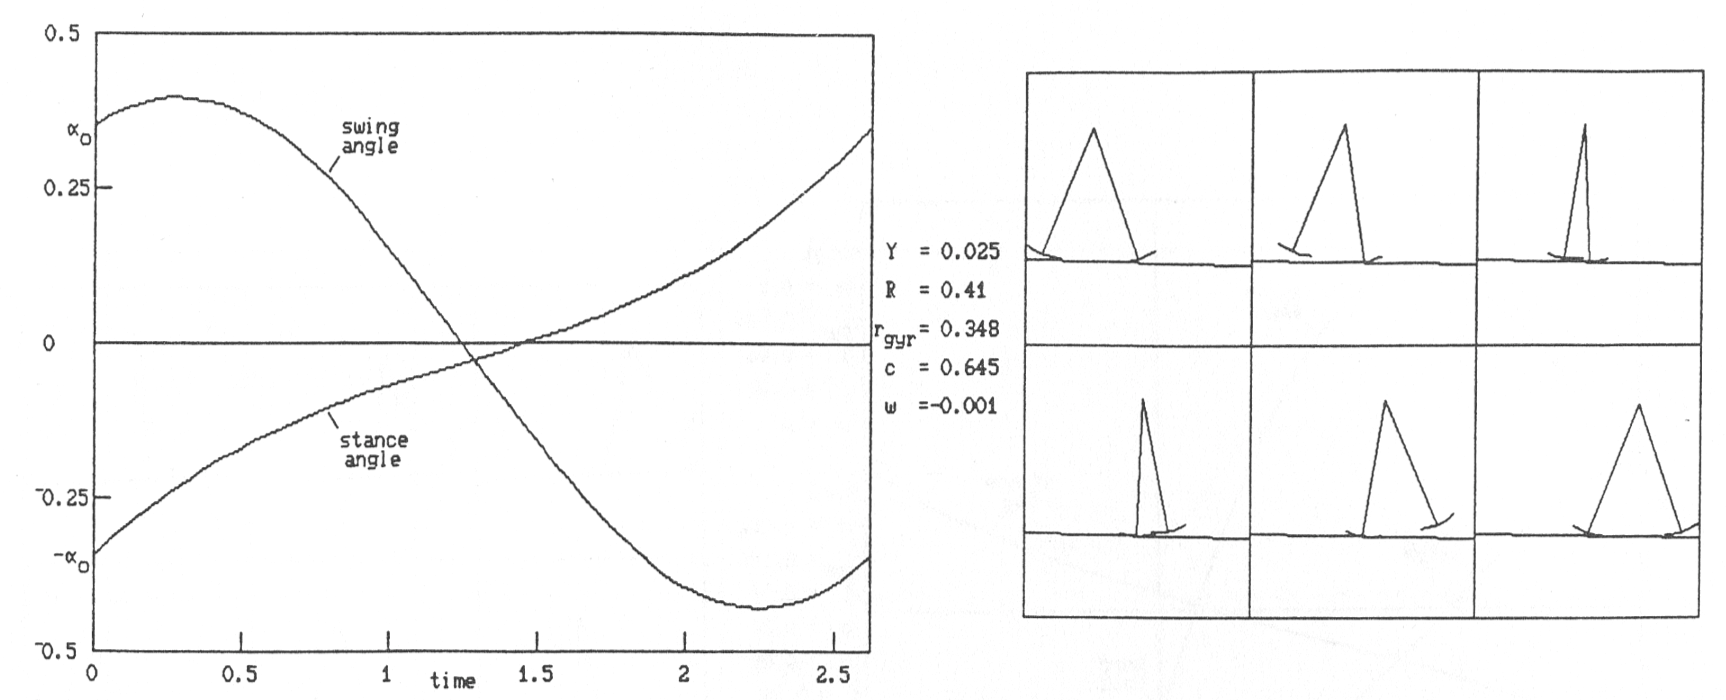 0.5
α₀
swing
angle
0.25
0
stance
angle
-0.25
-α₀
-0.5
0 0.5 1 time 1.5 2 2.5
γ = 0.025
R = 0.41
r_gyr = 0.348
c = 0.645
w =-0.001